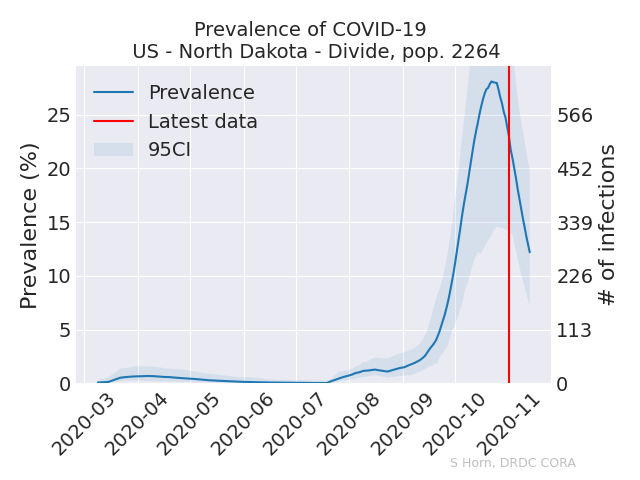 Prevalence of COVID-19
US - North Dakota - Divide, pop. 2264
Prevalence
Latest data
95CI
Prevalence (%)
25
20
15
10
5
0
566
452
339
226
113
0
# of infections
2020-03
2020-04
2020-05
2020-06
2020-07
2020-08
2020-09
2020-10
2020-11
S Horn, DRDC CORA